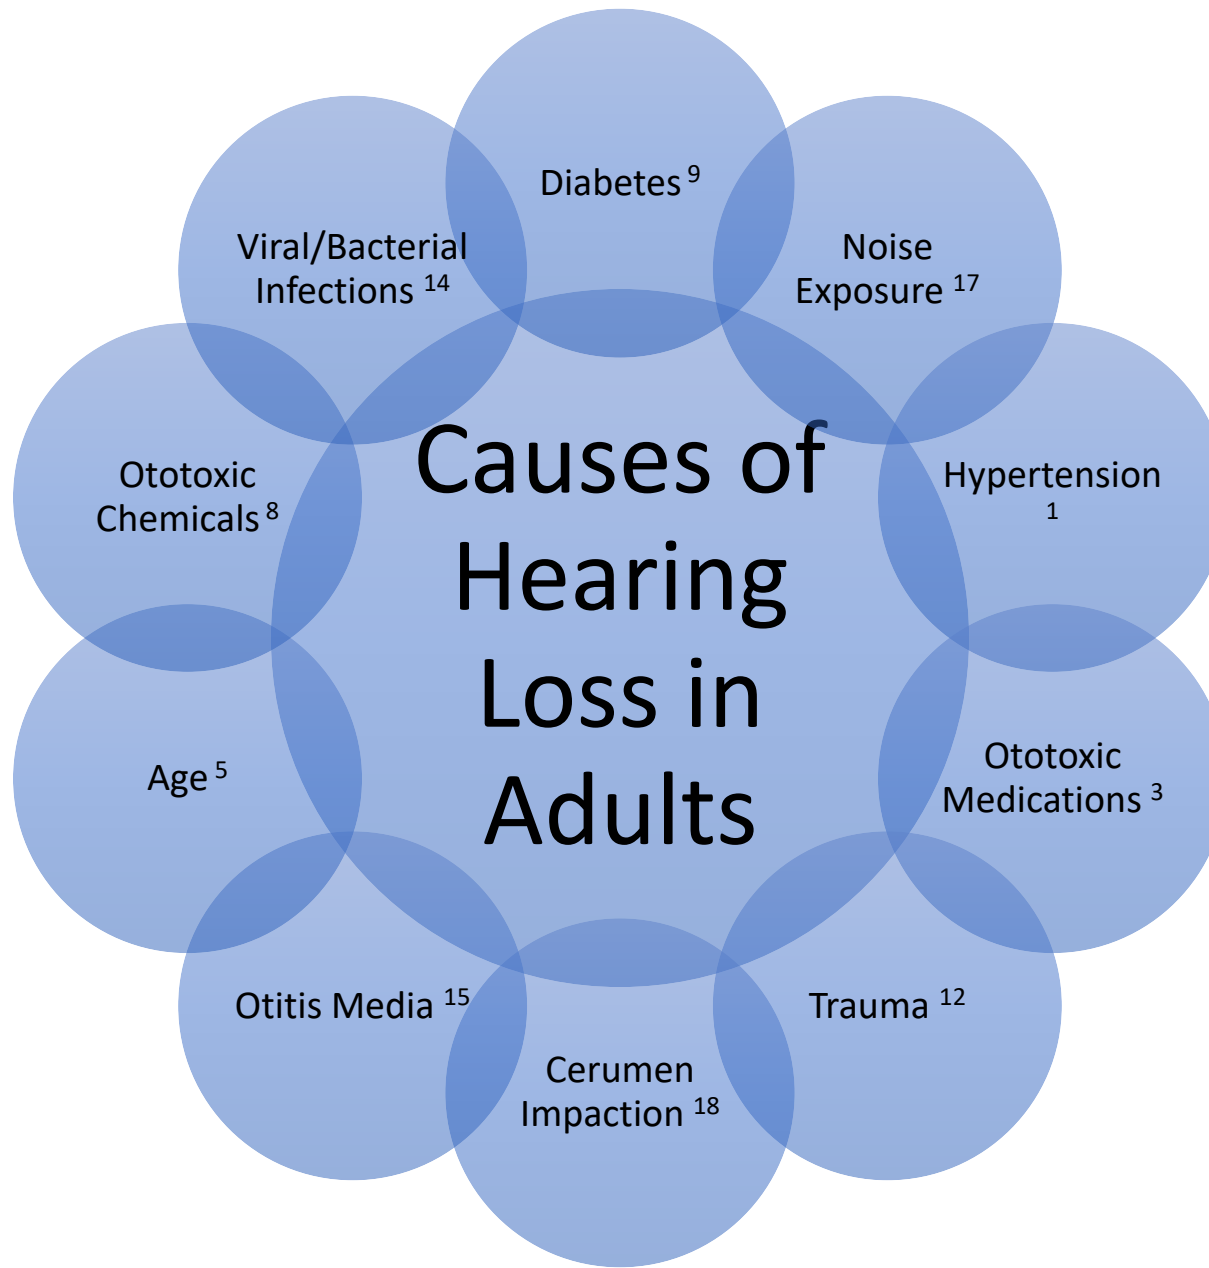 Diabetes 9
Noise
Exposure 17
Hypertension
1
Ototoxic
Medications 3
Trauma 12
Cerumen
Impaction 18
Otitis Media 15
Age 5
Ototoxic
Chemicals 8
Viral/Bacterial
Infections 14
Causes of
Hearing
Loss in
Adults